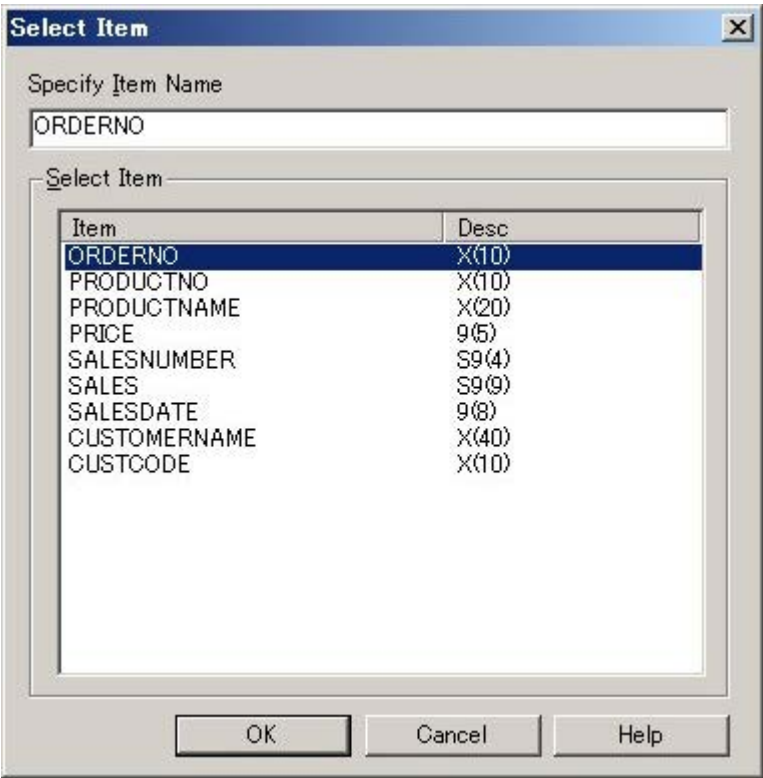 Select Item
Specify Item Name
ORDERNO
Select Item
Item Desc
ORDERNO X(10)
PRODUCTNO X(10)
PRODUCTNAME X(20)
PRICE 9(5)
SALESNUMBER S9(4)
SALES S9(9)
SALESDATE 9(8)
CUSTOMERNAME X(40)
CUSTCODE X(10)
OK Cancel Help